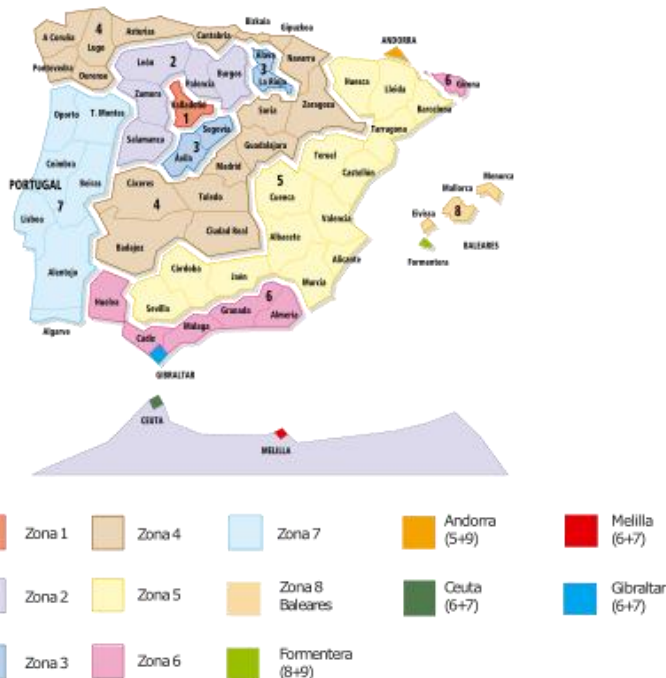 Bizkaia
Gipuzkoa
4
Asturias
Cantabria
A Coruña
Lugo
ANDORRA
Pontevedra
Ourense
León
2
Burgos
Álava
3
La Rioja
Navarra
Palencia
Zamora
Huesca
Lleida
6
Girona
Valladolid
1
Zaragoza
Barcelona
Soria
Oporto
T. Montes
Segovia
Tarragona
Salamanca
3
Guadalajara
Ávila
Madrid
Teruel
Coimbra
Castellón
PORTUGAL
Beiras
Cáceres
5
Menorca
Mallorca
7
4
Toledo
Cuenca
8
Lisboa
Valencia
Eivissa
Ciudad Real
Badajoz
Albacete
BALEARES
Alicante
Formentera
Alentejo
Córdoba
Jaén
Murcia
Huelva
Sevilla
6
Granada
Almería
Algarve
Málaga
Cadiz
GIBRALTAR
CEUTA
MELILLA
Zona 1
Zona 4
Zona 7
Andorra
(5+9)
Melilla
(6+7)
Zona 2
Zona 5
Zona 8
Baleares
Ceuta
(6+7)
Gibraltar
(6+7)
Zona 3
Zona 6
Formentera
(8+9)